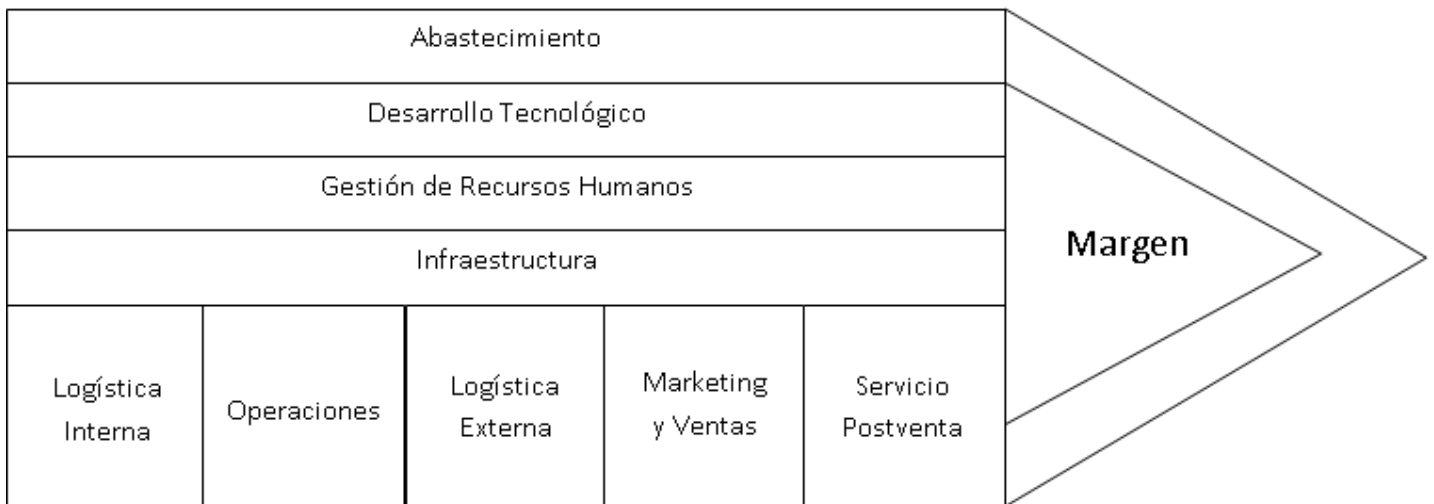 Abastecimiento
Desarrollo Tecnológico
Gestión de Recursos Humanos
Infraestructura
Margen
Logística
Interna
Operaciones
Logística
Externa
Marketing
y Ventas
Servicio
Postventa